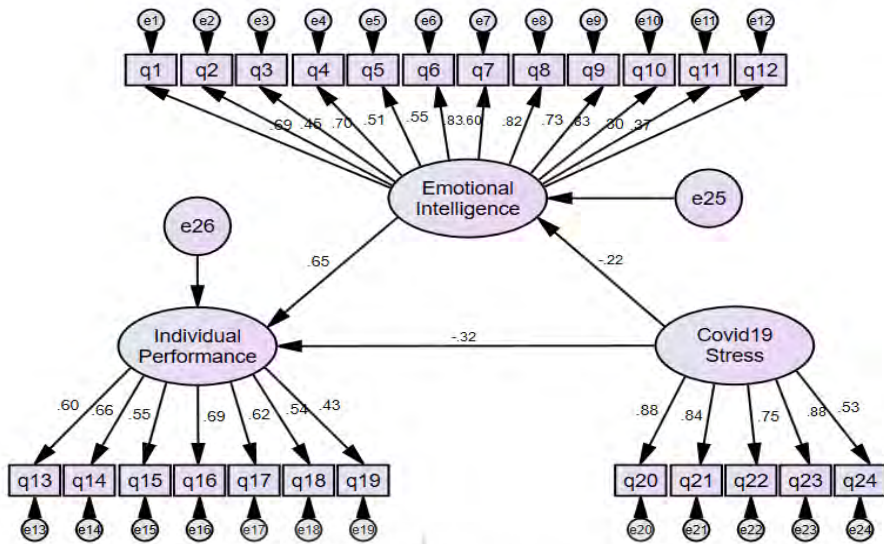 e1 e2 e3 e4 e5 e6 e7 e8 e9 e10 e11 e12
q1 q2 q3 q4 q5 q6 q7 q8 q9 q10 q11 q12
.69 .45 .70 .51 .55 .83 .60 .82 .73 .83 .80 .37
Emotional
Intelligence
e25
e26
.65
-.22
Individual
Performance
-.32
Covid19
Stress
.60 .66 .55 .69 .62 .54 .43
.88 .84 .75 .88 .53
q13 q14 q15 q16 q17 q18 q19
q20 q21 q22 q23 q24
e13 e14 e15 e16 e17 e18 e19
e20 e21 e22 e23 e24